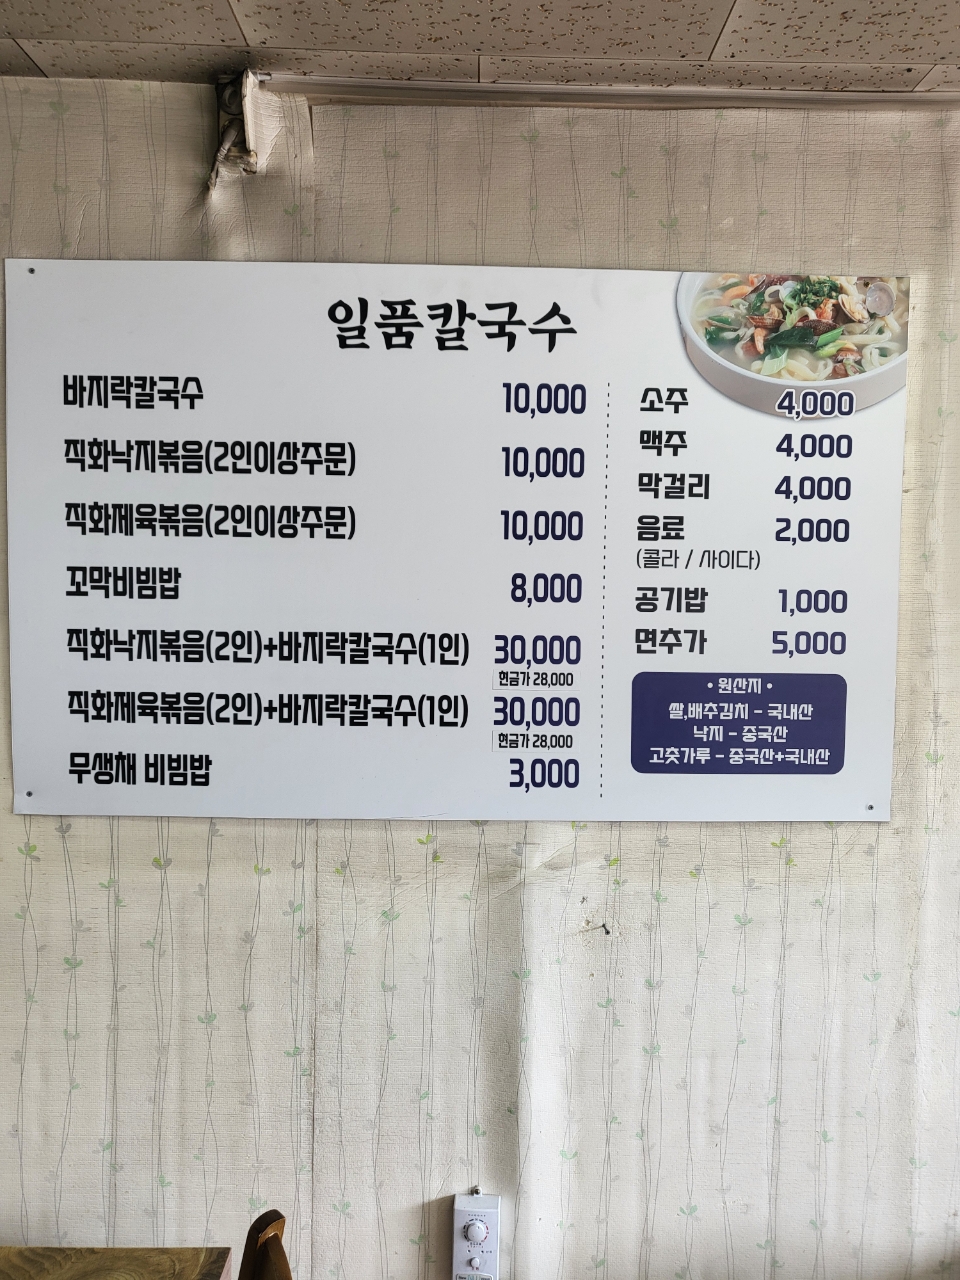 일품칼국수
바지락칼국수 10,000
직화낙지볶음(2인이상주문) 10,000
직화제육볶음(2인이상주문) 10,000
꼬막비빔밥 8,000
직화낙지볶음(2인)+바지락칼국수(1인) 30,000
현금가 28,000
직화제육볶음(2인)+바지락칼국수(1인) 30,000
현금가 28,000
무생채 비빔밥 3,000
소주 4,000
맥주 4,000
막걸리 4,000
음료 2,000
(콜라 / 사이다)
공기밥 1,000
면추가 5,000
• 원산지 •
쌀,배추김치 - 국내산
낙지 - 중국산
고춧가루 - 중국산+국내산